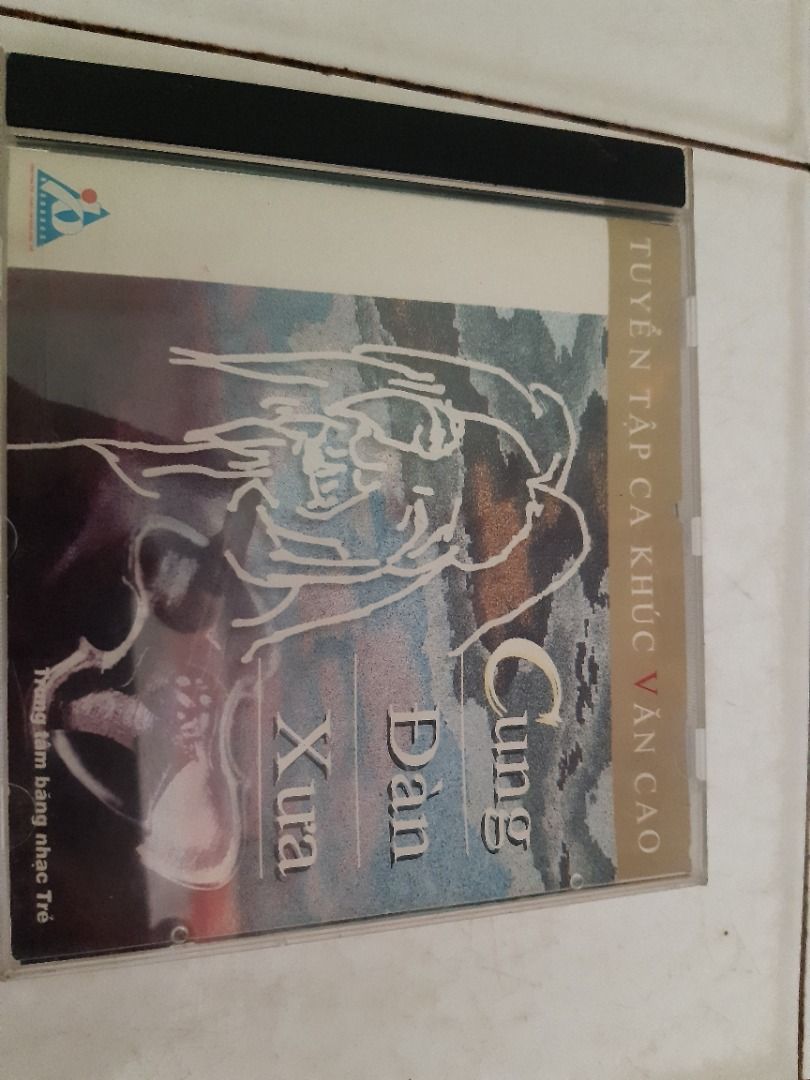 TUYỂN TẬP CA KHÚC VĂN CAO
Cung
Đàn
Xưa
Trung tâm băng nhạc Trẻ